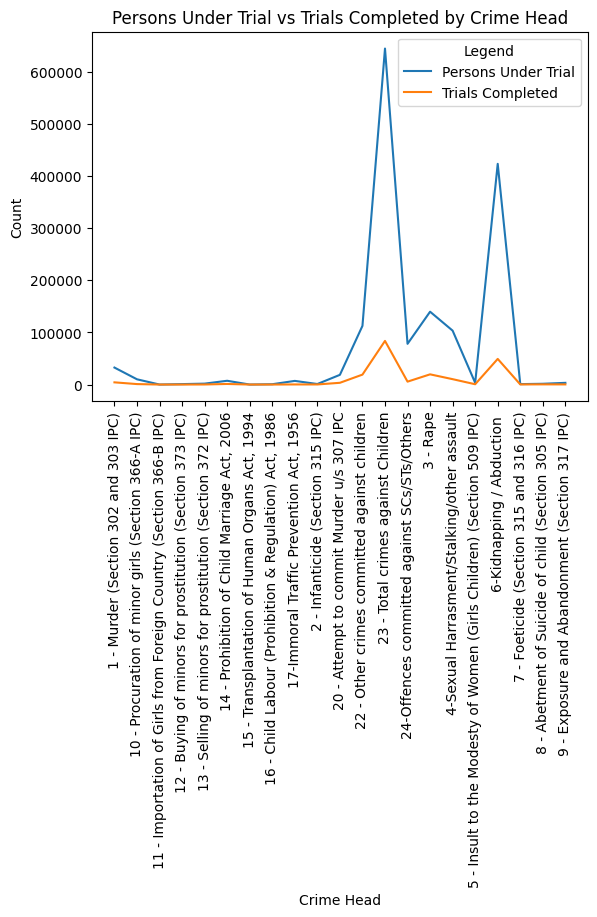 Persons Under Trial vs Trials Completed by Crime Head
Legend
Persons Under Trial
Trials Completed
Count
600000
500000
400000
300000
200000
100000
0
1 - Murder (Section 302 and 303 IPC)
10 - Procuration of minor girls (Section 366-A IPC)
11 - Importation of Girls from Foreign Country (Section 366-B IPC)
12 - Buying of minors for prostitution (Section 373 IPC)
13 - Selling of minors for prostitution (Section 372 IPC)
14 - Prohibition of Child Marriage Act, 2006
15 - Transplantation of Human Organs Act, 1994
16 - Child Labour (Prohibition & Regulation) Act, 1986
17-Immoral Traffic Prevention Act, 1956
2 - Infanticide (Section 315 IPC)
20 - Attempt to commit Murder u/s 307 IPC
22 - Other crimes committed against children
23 - Total crimes against Children
24-Offences committed against SCs/STs/Others
3 - Rape
4-Sexual Harrasment/Stalking/other assault
5 - Insult to the Modesty of Women (Girls Children) (Section 509 IPC)
6-Kidnapping / Abduction
7 - Foeticide (Section 315 and 316 IPC)
8 - Abetment of Suicide of child (Section 305 IPC)
9 - Exposure and Abandonment (Section 317 IPC)
Crime Head